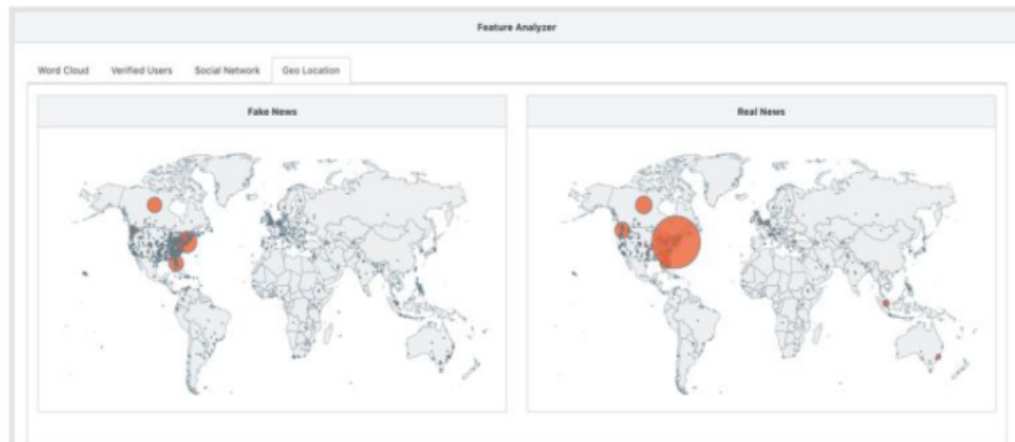 Feature Analyzer
Word Cloud Verified Users Social Network Geo Location
Fake News
Real News